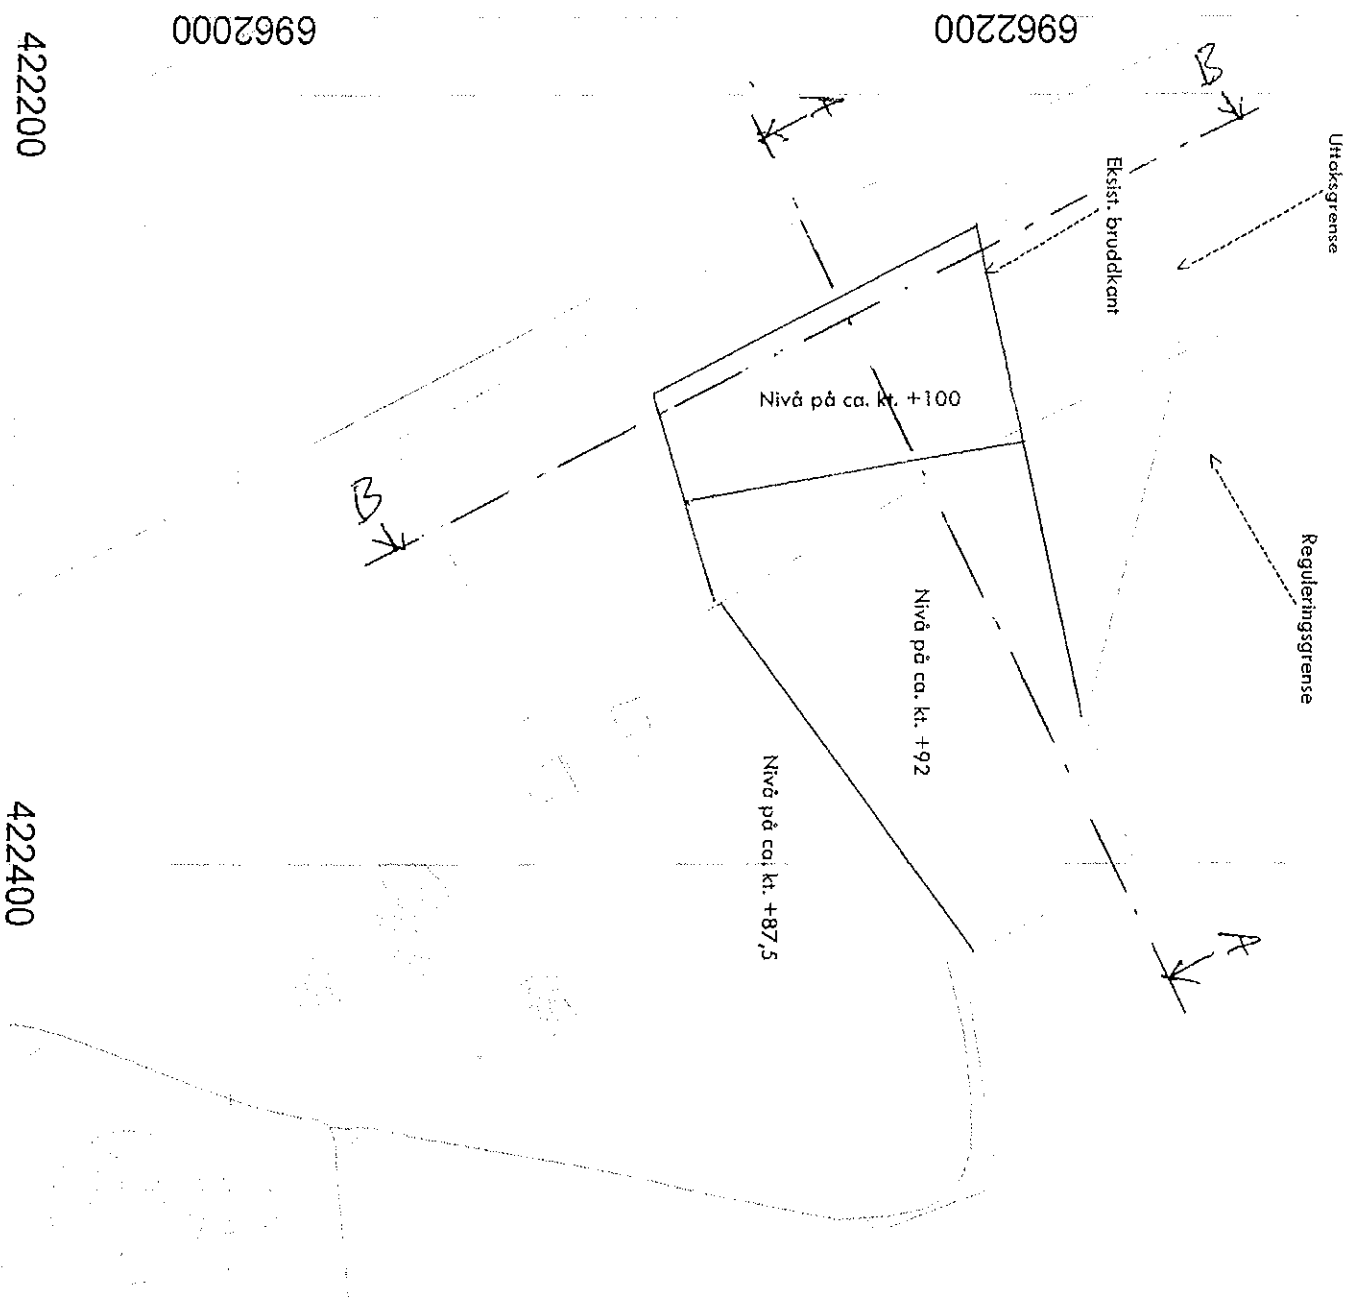 6962000
6962200
422200
A
B
Uttaksgrense
Eksist. bruddkant
Nivå på ca. kt. +100
B
Reguleringsgrense
Nivå på ca. kt. +92
Nivå på ca. kt. +87,5
422400
A